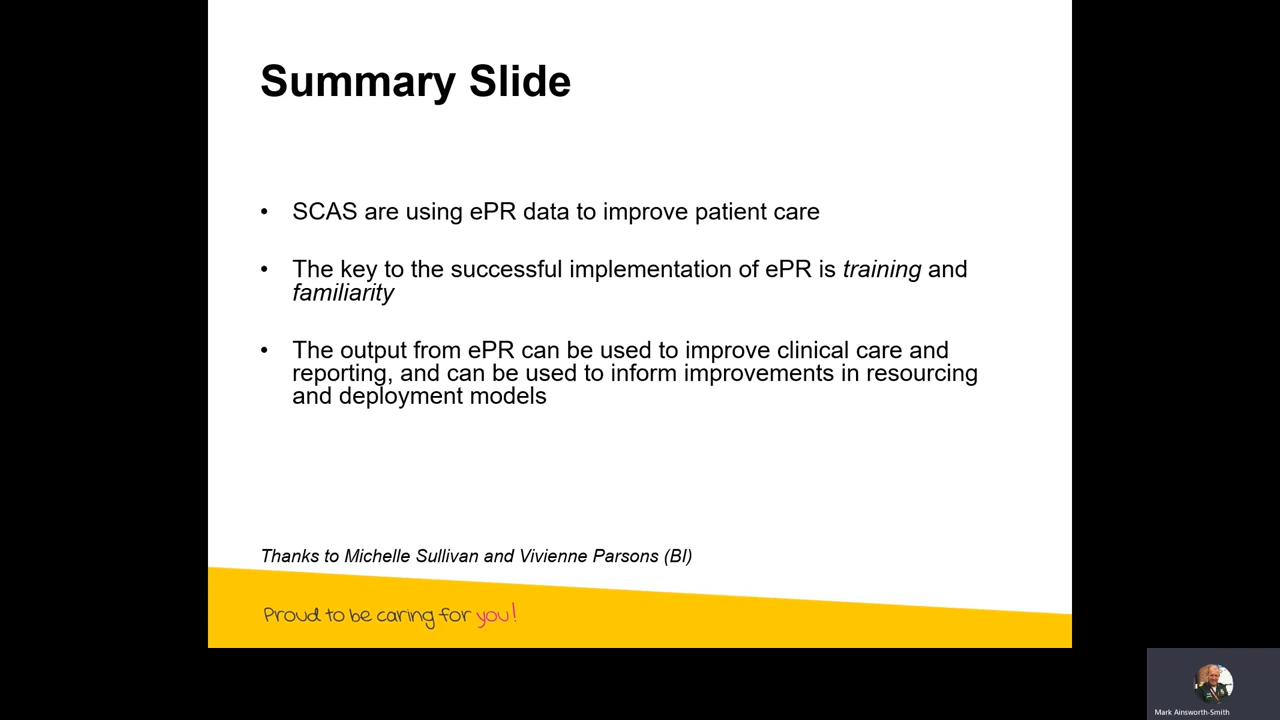 Summary Slide
• SCAS are using ePR data to improve patient care
• The key to the successful implementation of ePR is training and
familiarity
• The output from ePR can be used to improve clinical care and
reporting, and can be used to inform improvements in resourcing
and deployment models
Thanks to Michelle Sullivan and Vivienne Parsons (BI)
Proud to be caring for you!
Mark Ainsworth-Smith